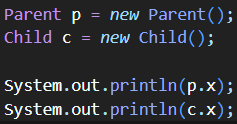 Parent p = new Parent();
Child c = new Child();
System.out.println(p.x);
System.out.println(c.x);